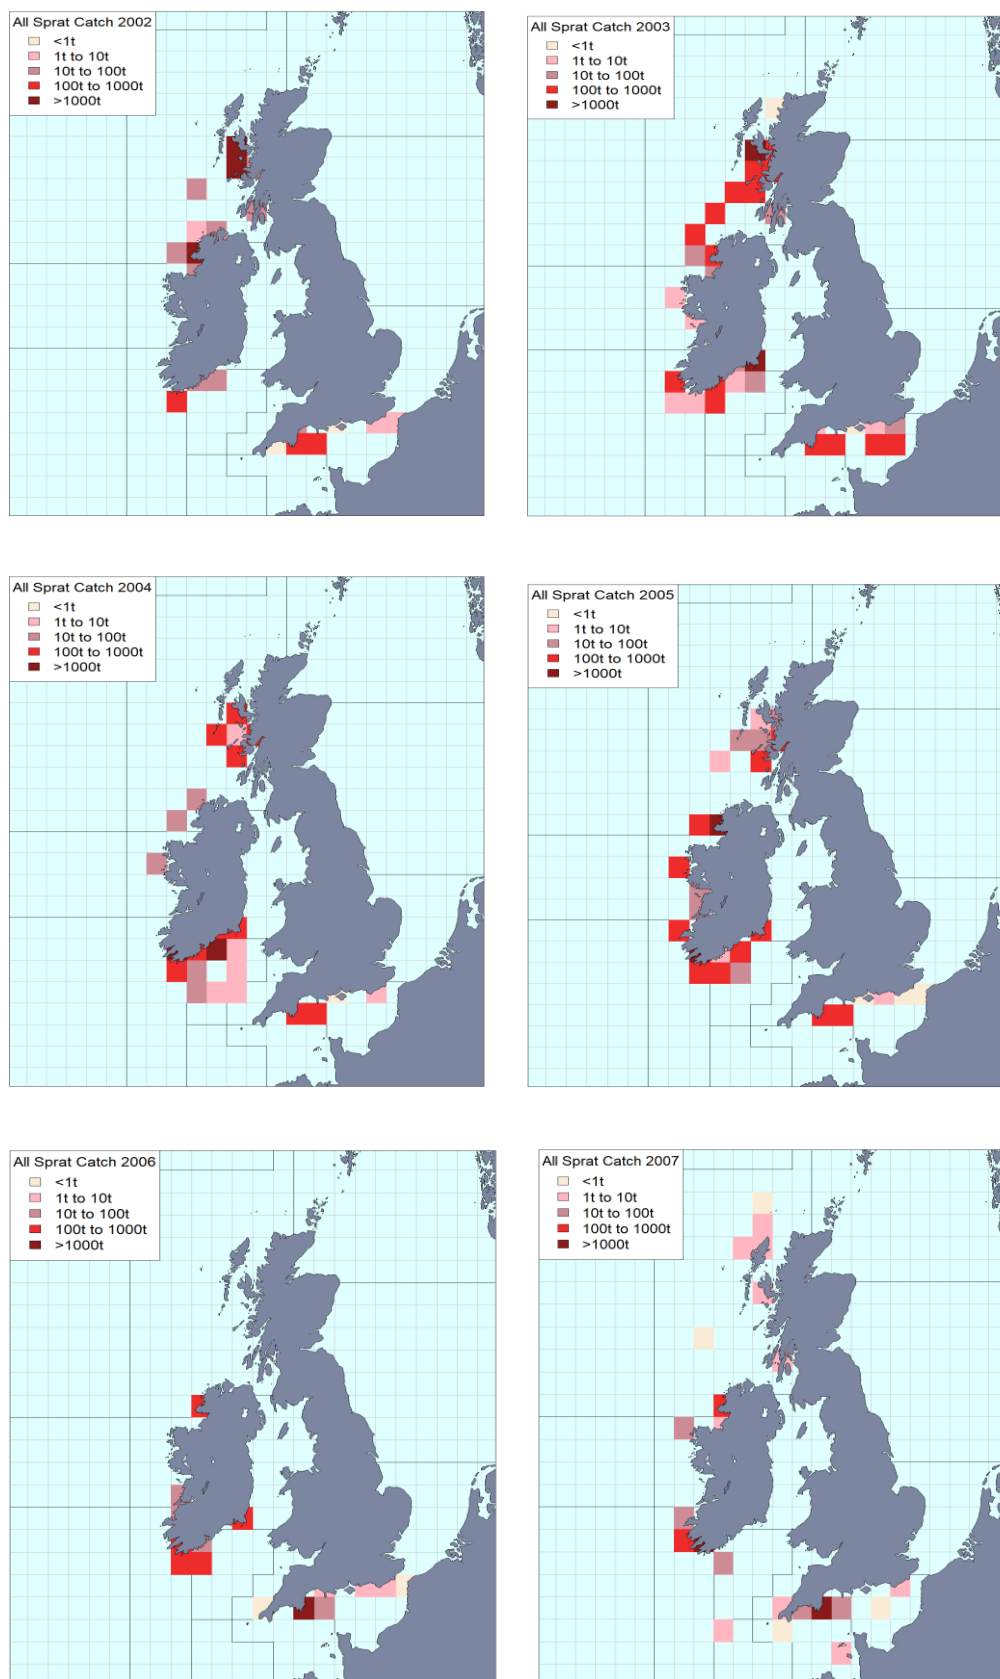 All Sprat Catch 2002
<1t
1t to 10t
10t to 100t
100t to 1000t
>1000t
All Sprat Catch 2003
<1t
1t to 10t
10t to 100t
100t to 1000t
>1000t
All Sprat Catch 2004
<1t
1t to 10t
10t to 100t
100t to 1000t
>1000t
All Sprat Catch 2005
<1t
1t to 10t
10t to 100t
100t to 1000t
>1000t
All Sprat Catch 2006
<1t
1t to 10t
10t to 100t
100t to 1000t
>1000t
All Sprat Catch 2007
<1t
1t to 10t
10t to 100t
100t to 1000t
>1000t